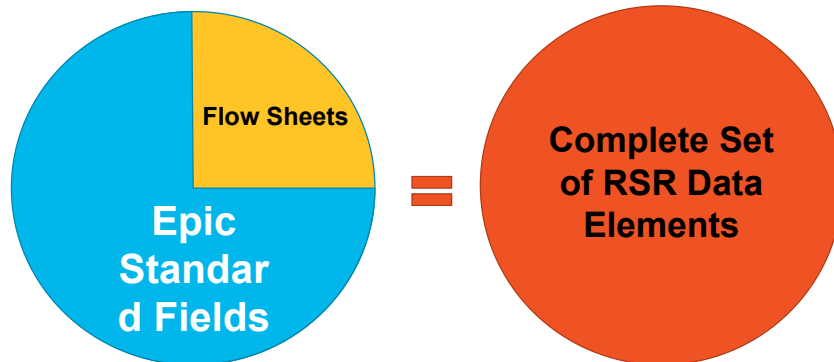 Flow Sheets
Epic
Standar
d Fields
=
Complete Set
of RSR Data
Elements